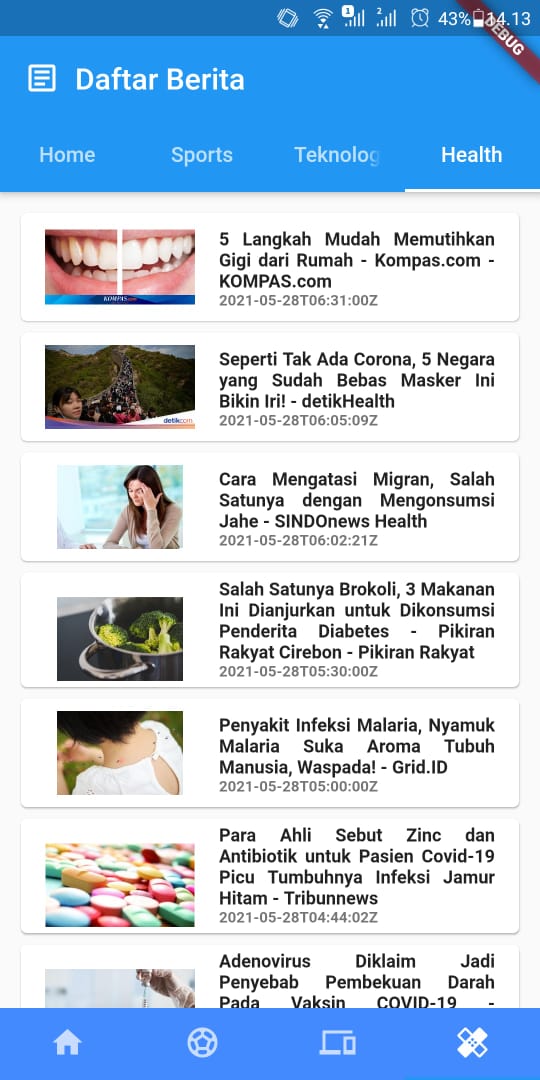 1 2 43% 14.13
DEBUG
Daftar Berita
Home Sports Teknolog Health
5 Langkah Mudah Memutihkan
Gigi dari Rumah - Kompas.com -
KOMPAS.com
2021-05-28T06:31:00Z
KOMPAS.com
Seperti Tak Ada Corona, 5 Negara
yang Sudah Bebas Masker Ini
Bikin Iri! - detikHealth
2021-05-28T06:05:09Z
detikcom
Cara Mengatasi Migran, Salah
Satunya dengan Mengonsumsi
Jahe - SINDOnews Health
2021-05-28T06:02:21Z
Salah Satunya Brokoli, 3 Makanan
Ini Dianjurkan untuk Dikonsumsi
Penderita Diabetes - Pikiran
Rakyat Cirebon - Pikiran Rakyat
2021-05-28T05:30:00Z
Penyakit Infeksi Malaria, Nyamuk
Malaria Suka Aroma Tubuh
Manusia, Waspada! - Grid.ID
2021-05-28T05:00:00Z
Para Ahli Sebut Zinc dan
Antibiotik untuk Pasien Covid-19
Picu Tumbuhnya Infeksi Jamur
Hitam - Tribunnews
2021-05-28T04:44:02Z
Adenovirus Diklaim Jadi
Penyebab Pembekuan Darah
Pada Vaksin COVID-19 -